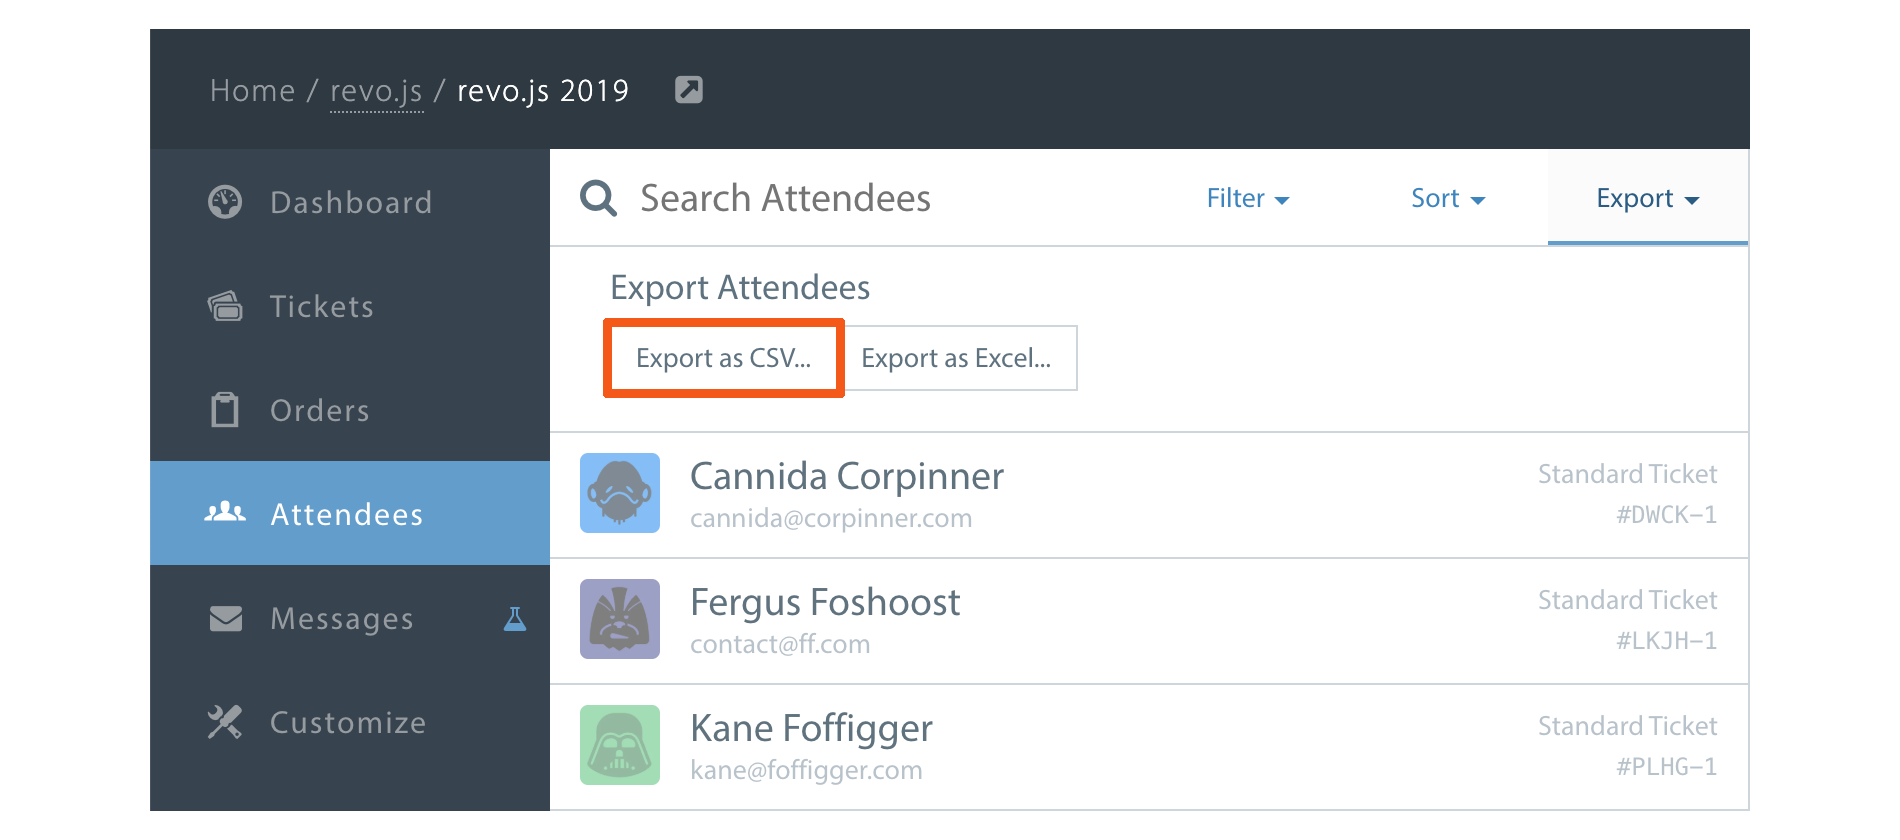 Home / revo.js / revo.js 2019
Dashboard
Tickets
Orders
Attendees
Messages
Customize
Search Attendees
Filter
Sort
Export
Export Attendees
Export as CSV...
Export as Excel...
Cannida Corpinner
cannida@corpinner.com
Standard Ticket
#DWCK-1
Fergus Foshoost
contact@ff.com
Standard Ticket
#LKJH-1
Kane Foffigger
kane@foffigger.com
Standard Ticket
#PLHG-1